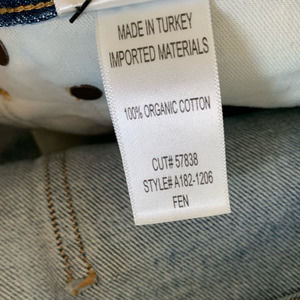 MADE IN TURKEY
IMPORTED MATERIALS
100% ORGANIC COTTON
CUT# 57838
STYLE# A182-1206
FEN